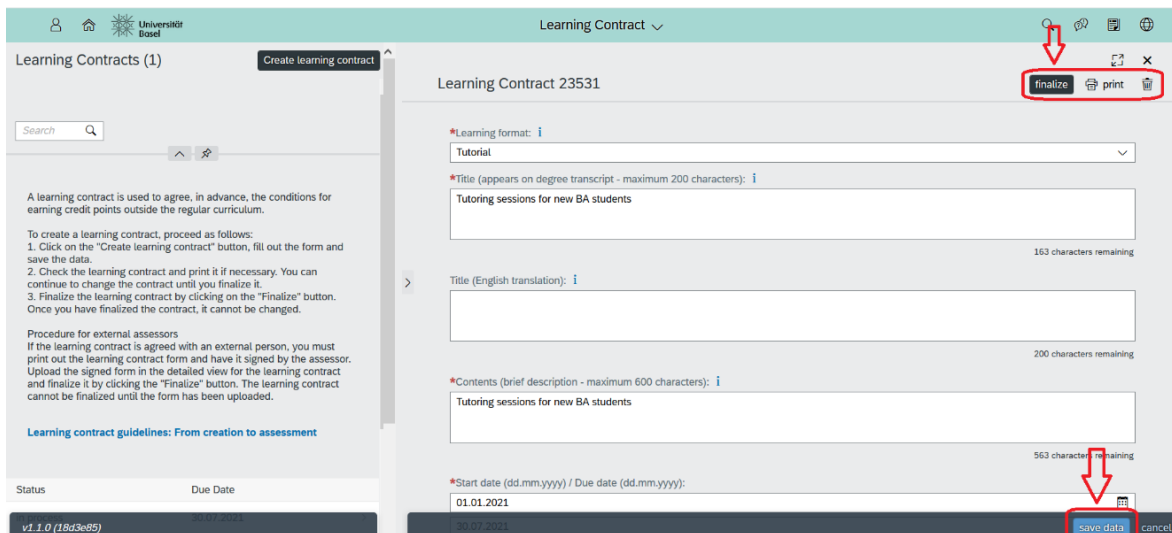 Universität
Basel
Learning Contract
Learning Contracts (1)
Create learning contract
Search
A learning contract is used to agree, in advance, the conditions for
earning credit points outside the regular curriculum.
To create a learning contract, proceed as follows:
1. Click on the "Create learning contract" button, fill out the form and
save the data.
2. Check the learning contract and print it if necessary. You can
continue to change the contract until you finalize it.
3. Finalize the learning contract by clicking on the "Finalize" button.
Once you have finalized the contract, it cannot be changed.
Procedure for external assessors
If the learning contract is agreed with an external person, you must
print out the learning contract form and have it signed by the assessor.
Upload the signed form in the detailed view for the learning contract
and finalize it by clicking the "Finalize" button. The learning contract
cannot be finalized until the form has been uploaded.
Learning contract guidelines: From creation to assessment
Status Due Date
In process 30.07.2021
v1.1.0 (18d3e85)
Learning Contract 23531
finalize print
*Learning format: i
Tutorial
*Title (appears on degree transcript - maximum 200 characters): i
Tutoring sessions for new BA students
163 characters remaining
Title (English translation): i
200 characters remaining
*Contents (brief description - maximum 600 characters): i
Tutoring sessions for new BA students
563 characters remaining
*Start date (dd.mm.yyyy) / Due date (dd.mm.yyyy):
01.01.2021
30.07.2021
save data cancel